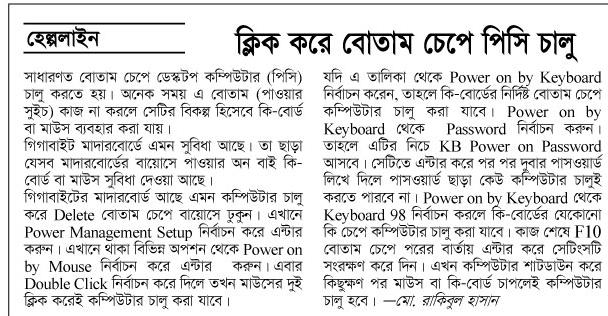 হেল্পলাইন
ক্লিক করে বোতাম চেপে পিসি চালু
সাধারণত বোতাম চেপে ডেস্কটপ কম্পিউটার (পিসি)
চালু করতে হয়। অনেক সময় এ বোতাম (পাওয়ার
সুইচ) কাজ না করলে সেটির বিকল্প হিসেবে কি-বোর্ড
বা মাউস ব্যবহার করা যায়।
গিগাবাইট মাদারবোর্ডে এমন সুবিধা আছে। তা ছাড়া
যেসব মাদারবোর্ডের বায়োসে পাওয়ার অন বাই কি-
বোর্ড বা মাউস সুবিধা দেওয়া আছে।
গিগাবাইটের মাদারবোর্ড আছে এমন কম্পিউটার চালু
করে Delete বোতাম চেপে বায়োসে ঢুকুন। এখানে
Power Management Setup নির্বাচন করে এন্টার
করুন। এখানে থাকা বিভিন্ন অপশন থেকে Power on
by Mouse নির্বাচন করে এন্টার করুন। এবার
Double Click নির্বাচন করে দিলে তখন মাউসের দুই
ক্লিক করেই কম্পিউটার চালু করা যাবে।
যদি এ তালিকা থেকে Power on by Keyboard
নির্বাচন করেন, তাহলে কি-বোর্ডের নির্দিষ্ট বোতাম চেপে
কম্পিউটার চালু করা যাবে। Power on by
Keyboard থেকে Password নির্বাচন করুন।
তাহলে এটির নিচে KB Power on Password
আসবে। সেটিতে এন্টার করে পর পর দুবার পাসওয়ার্ড
লিখে দিলে পাসওয়ার্ড ছাড়া কেউ কম্পিউটার চালুই
করতে পারবে না। Power on by Keyboard থেকে
Keyboard 98 নির্বাচন করলে কি-বোর্ডের যেকোনো
কি চেপে কম্পিউটার চালু করা যাবে। কাজ শেষে F10
বোতাম চেপে পরের বার্তায় এন্টার করে সেটিংসটি
সংরক্ষণ করে দিন। এখন কম্পিউটার শাটডাউন করে
কিছুক্ষণ পর মাউস বা কি-বোর্ড চাপলেই কম্পিউটার
চালু হবে। —মো. রাকিবুল হাসান